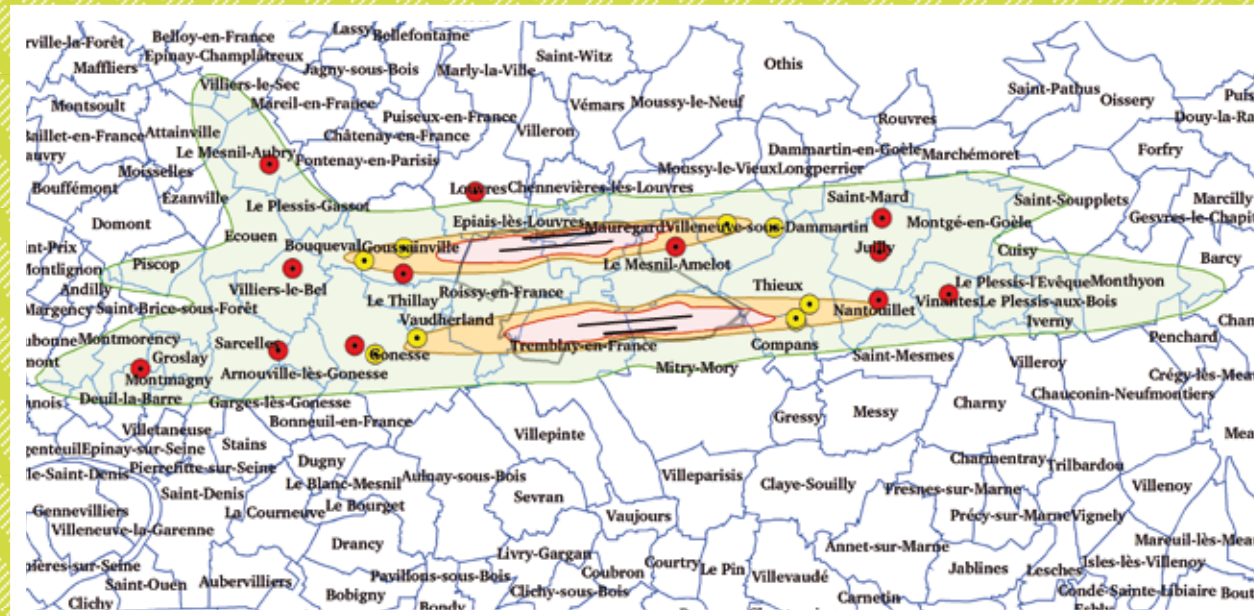 Lassy
Bellefontaine
Belloy-en-France
rville-la-Forêt
Saint-Witz
Epinay-Champlâtreux
Othis
Maffliers
Jagny-sous-Bois
Marly-la-Ville
Villiers-le-Sec
Saint-Pathus
Oissery
Montsoult
Mareil-en-France
Vémars
Moussy-le-Neuf
Puiseux-en-France
Rouvres
Attainville
Châtenay-en-France
Villeron
Baillet-en-France
Le Mesnil-Aubry
Fontenay-en-Parisis
Dammartin-en-Goële
Marchémoret
Forfry
Moisselles
Moussy-le-Vieux
Longperrier
Bouffémont
Louvres
Chennevières-lès-Louvres
Ézanville
Saint-Mard
Saint-Soupplets
Marcilly
Le Plessis-Gassot
Domont
Epiais-lès-Louvres
Mauregard
Villeneuve-sous-Dammartin
Montgé-en-Goële
Gesvres-le-Chapit
Ecouen
Bouqueval
Goussainville
Juilly
Cuisy
nt-Prix
Piscop
Le Mesnil-Amelot
Barcy
Montlignon
Andilly
Villiers-le-Bel
Roissy-en-France
Thieux
Le Plessis-l'Evêque
Monthyon
Margency
Saint-Brice-sous-Forêt
Le Thillay
Nantouillet
Vinantes
Le Plessis-aux-Bois
Vaudherland
Iverny
Montmorency
Sarcelles
Tremblay-en-France
Compans
Penchard
Groslay
Gonesse
Saint-Mesmes
Villeroy
Montmagny
Arnouville-lès-Gonesse
Mitry-Mory
Crégy-lès-Meau
Deuil-la-Barre
Garges-lès-Gonesse
Chauconin-Neufmontiers
Bonneuil-en-France
Gressy
Messy
Charny
Villetaneuse
Villepinte
Epinay-sur-Seine
Stains
Pierrefitte-sur-Seine
Dugny
Charmentray
Trilbardou
le-Saint-Denis
Aulnay-sous-Bois
Villeparisis
Le Blanc-Mesnil
Claye-Souilly
Villenoy
Saint-Denis
Sevran
Fresnes-sur-Marne
Gennevilliers
La Courneuve
Le Bourget
Vaujours
Précy-sur-Marne
Vignely
Villeneuve-la-Garenne
Drancy
Annet-sur-Marne
Mareuil-lès-Mea
Livry-Gargan
Courtry
Le Pin
Isles-lès-Villenoy
Saint-Ouen
Aubervilliers
Pavillons-sous-Bois
Coubron
Villevaudé
Jablines
Lesches
Clichy
Bobigny
Clichy-sous-Bois
Carnetin
Condé-Sainte-Libiaire
Bondy